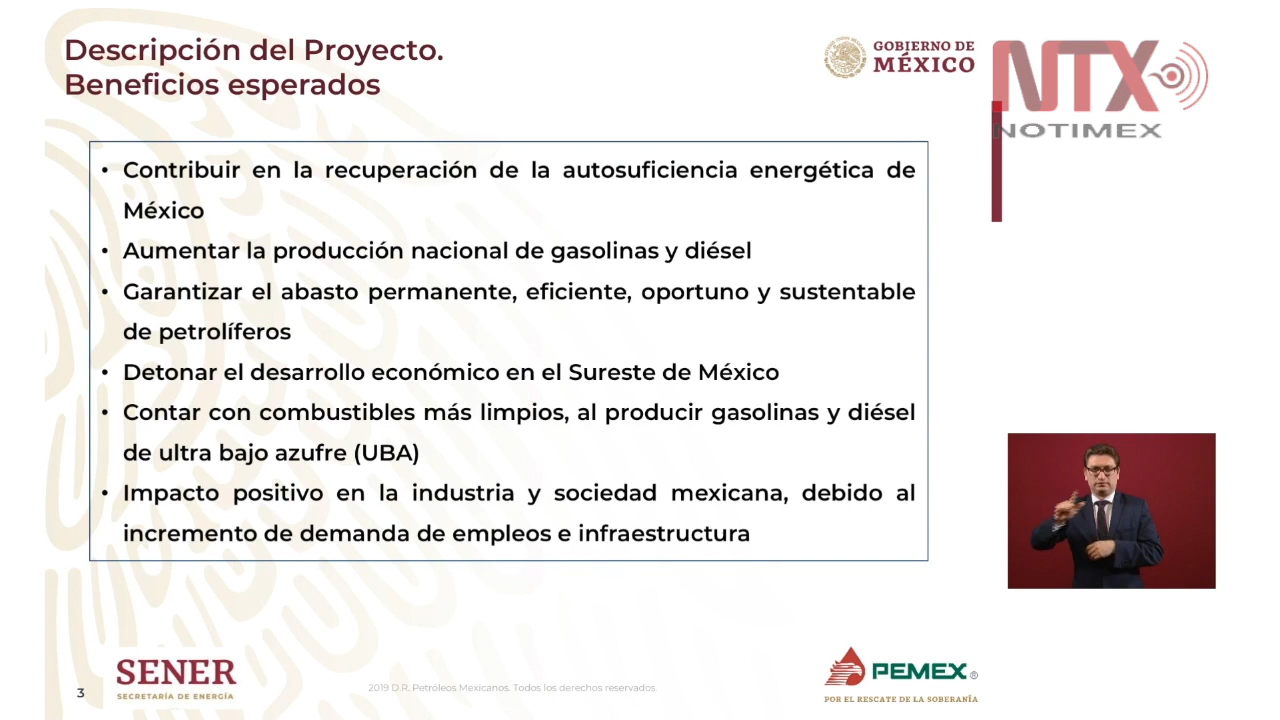 Descripción del Proyecto.
Beneficios esperados
GOBIERNO DE
MÉXICO
NTX
NOTIMEX
• Contribuir en la recuperación de la autosuficiencia energética de
México
• Aumentar la producción nacional de gasolinas y diésel
• Garantizar el abasto permanente, eficiente, oportuno y sustentable
de petrolíferos
• Detonar el desarrollo económico en el Sureste de México
• Contar con combustibles más limpios, al producir gasolinas y diésel
de ultra bajo azufre (UBA)
• Impacto positivo en la industria y sociedad mexicana, debido al
incremento de demanda de empleos e infraestructura
3
SENER
SECRETARÍA DE ENERGÍA
2019 D.R. Petróleos Mexicanos. Todos los derechos reservados.
PEMEX®
POR EL RESCATE DE LA SOBERANÍA